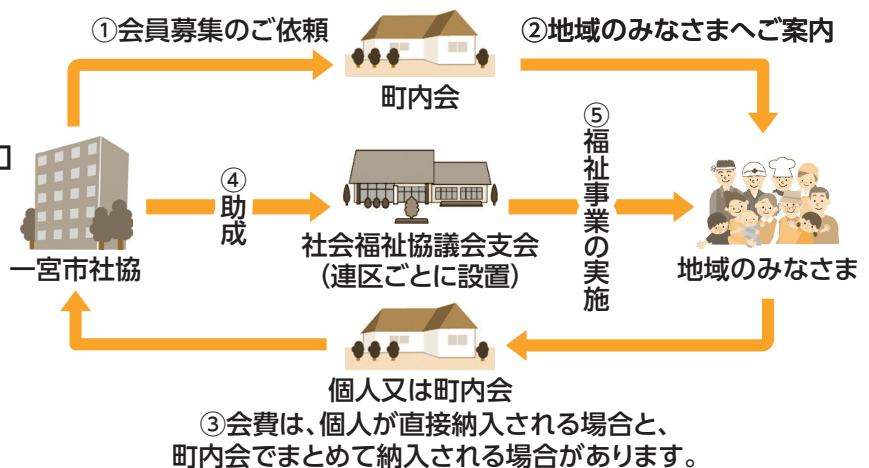 ①会員募集のご依頼
②地域のみなさまへご案内
町内会
⑤福祉事業の実施
④助成
一宮市社協
社会福祉協議会支会
(連区ごとに設置)
地域のみなさま
個人又は町内会
③会費は、個人が直接納入される場合と、
町内会でまとめて納入される場合があります。